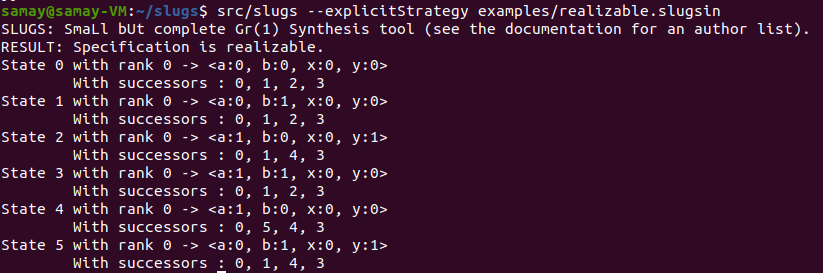 samay@samay-VM:~/slugs$ src/slugs --explicitStrategy examples/realizable.slugsin
SLUGS: SmaLl bUt complete Gr(1) Synthesis tool (see the documentation for an author list).
RESULT: Specification is realizable.
State 0 with rank 0 -> <a:0, b:0, x:0, y:0>
With successors : 0, 1, 2, 3
State 1 with rank 0 -> <a:0, b:1, x:0, y:0>
With successors : 0, 1, 2, 3
State 2 with rank 0 -> <a:1, b:0, x:0, y:1>
With successors : 0, 1, 4, 3
State 3 with rank 0 -> <a:1, b:1, x:0, y:0>
With successors : 0, 1, 2, 3
State 4 with rank 0 -> <a:1, b:0, x:0, y:0>
With successors : 0, 5, 4, 3
State 5 with rank 0 -> <a:0, b:1, x:0, y:1>
With successors : 0, 1, 4, 3